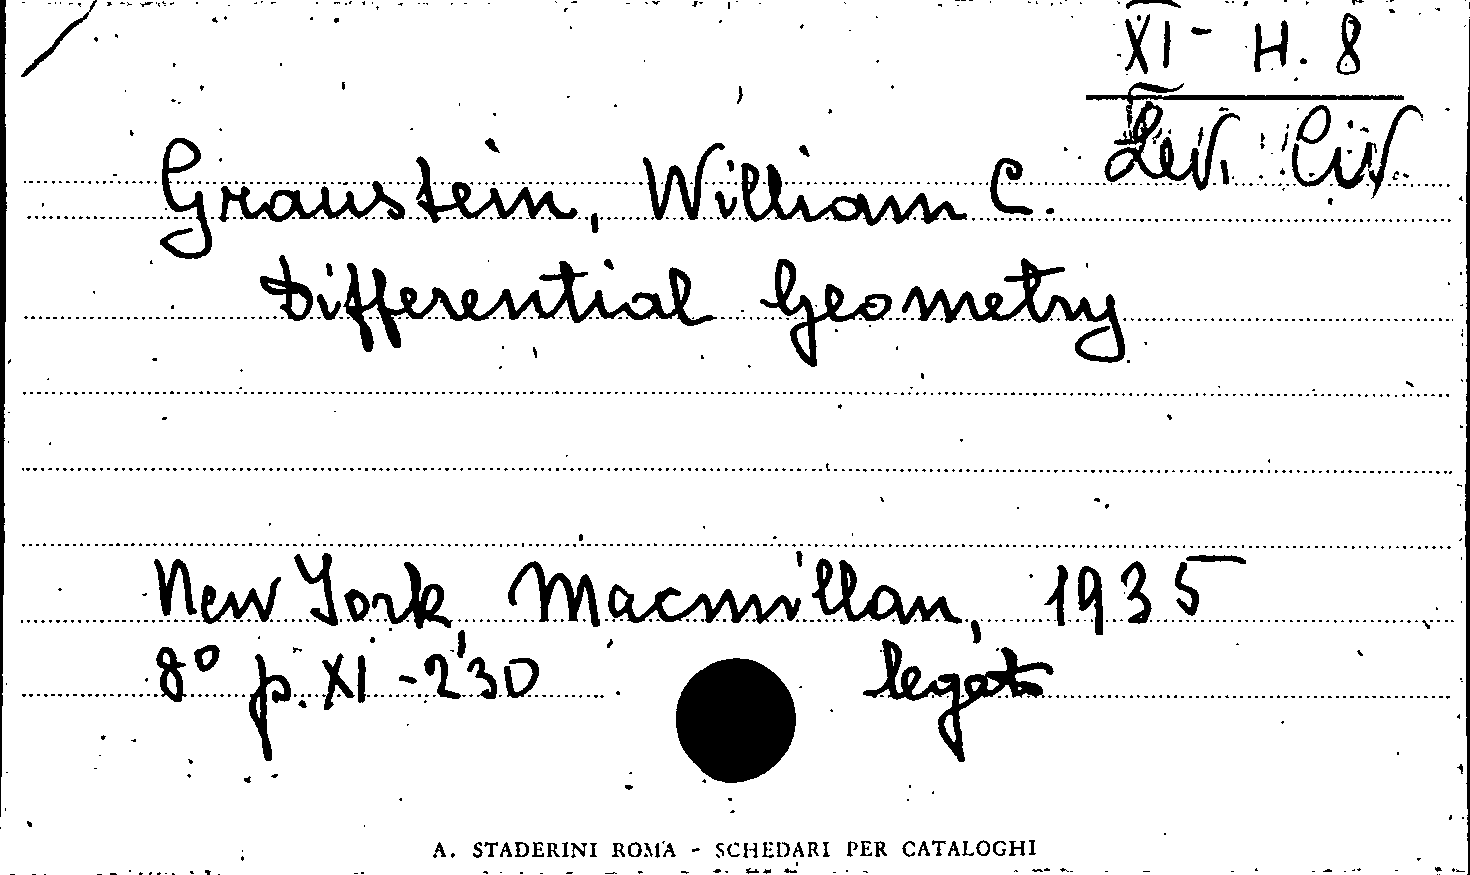 XI - H. 8
Lev. Civ
Graustein, William C.
Differential Geometry
New York, Macmillan, 1935
8° p. XI - 230 legato
A. STADERINI ROMA - SCHEDARI PER CATALOGHI